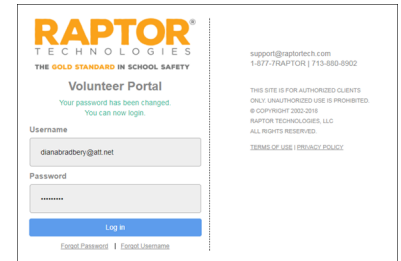 RAPTOR®
TECHNOLOGIES
THE GOLD STANDARD IN SCHOOL SAFETY
Volunteer Portal
Your password has been changed.
You can now login.
Username
dianabradbery@att.net
Password
•••••••••
Log in
Forgot Password | Forgot Username
support@raptortech.com
1-877-7RAPTOR | 713-880-8902
THIS SITE IS FOR AUTHORIZED CLIENTS
ONLY. UNAUTHORIZED USE IS PROHIBITED.
© COPYRIGHT 2002-2016
RAPTOR TECHNOLOGIES, LLC
ALL RIGHTS RESERVED.
TERMS OF USE | PRIVACY POLICY